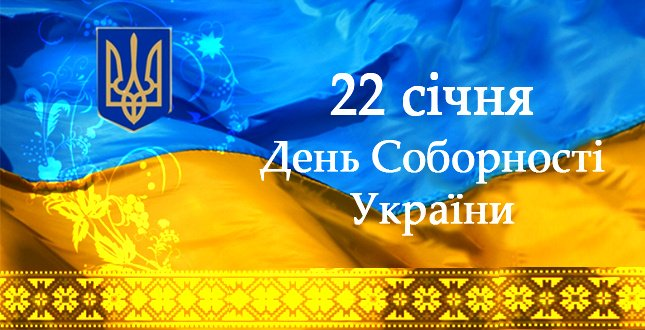 22 січня
День Соборності
України